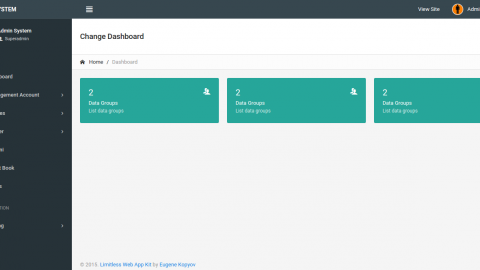 YSTEM
View Site
Admi
Admin System
Superadmin
Change Dashboard
Home / Dashboard
board
2
Data Groups
List data groups
2
Data Groups
List data groups
2
Data Groups
List data groups
gement Account
es
er
Book
s
TION
g
© 2015. Limitless Web App Kit by Eugene Kopyov